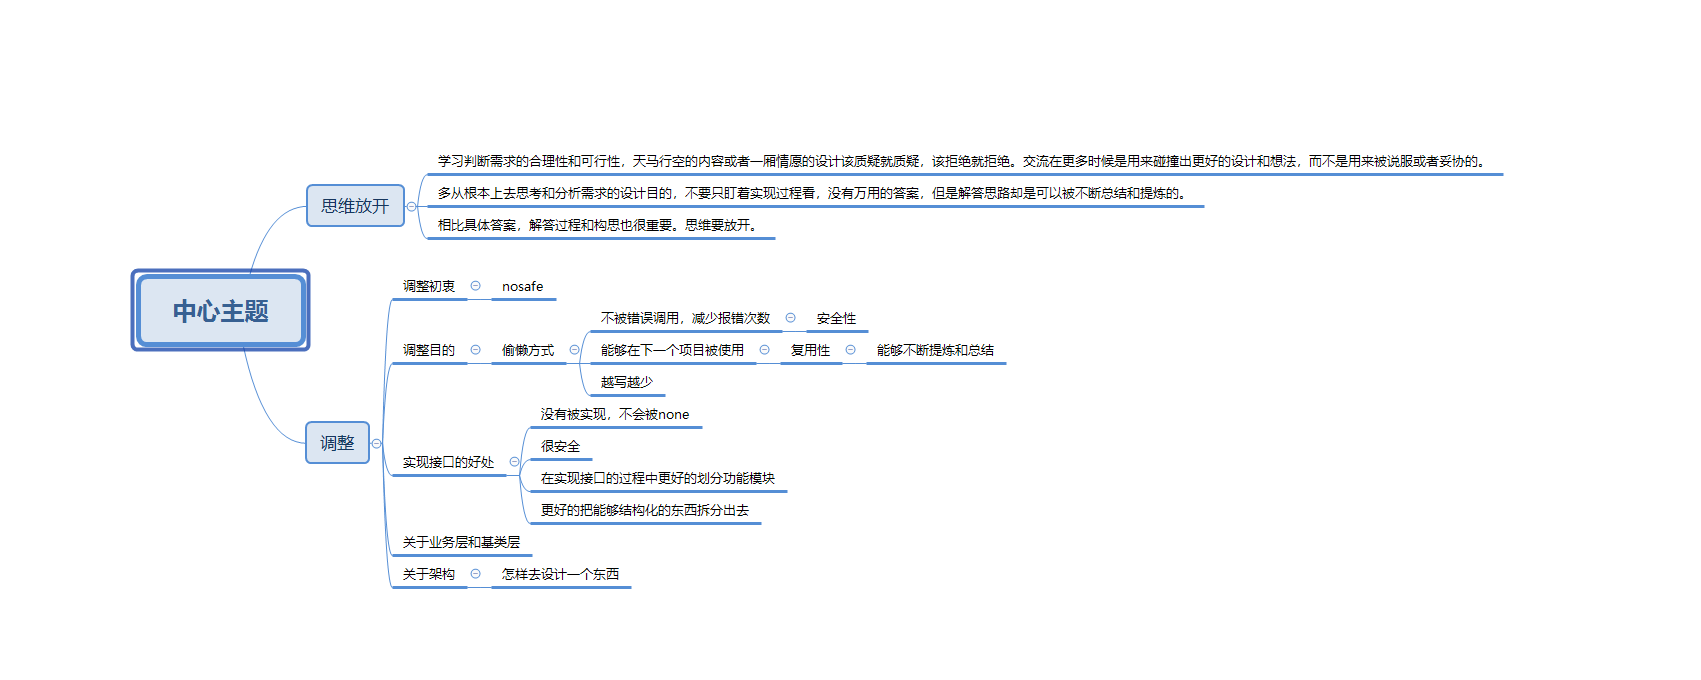 学习判断需求的合理性和可行性，天马行空的内容或者一厢情愿的设计该质疑就质疑，该拒绝就拒绝。交流在更多时候是用来碰撞出更好的设计和想法，而不是用来被说服或者妥协的。
思维放开
多从根本上去思考和分析需求的设计目的，不要只盯着实现过程看，没有万用的答案，但是解答思路却是可以被不断总结和提炼的。
相比具体答案，解答过程和构思也很重要。思维要放开。
中心主题
调整
调整初衷
nosafe
调整目的
偷懒方式
不被错误调用，减少报错次数
安全性
能够在下一个项目被使用
复用性
能够不断提炼和总结
越写越少
实现接口的好处
没有被实现，不会被none
很安全
在实现接口的过程中更好的划分功能模块
更好的把能够结构化的东西拆分出去
关于业务层和基类层
关于架构
怎样去设计一个东西